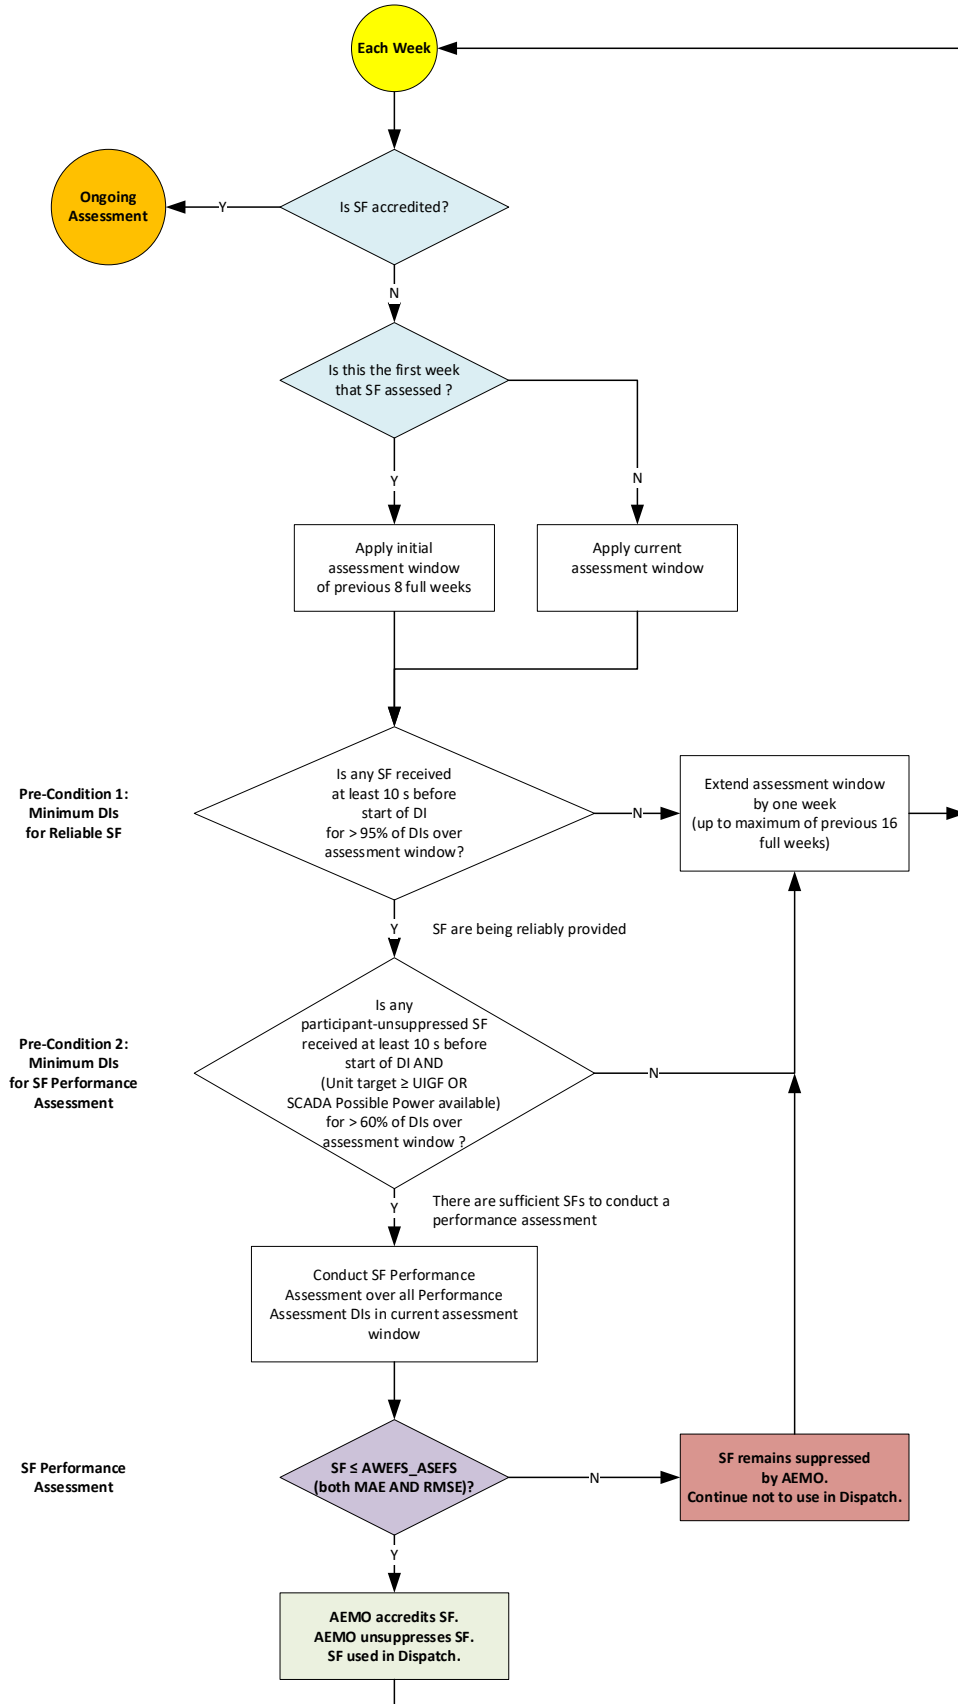 Each Week
Ongoing
Assessment
Y
Is SF accredited?
N
Is this the first week
that SF assessed ?
Y
N
Apply initial
assessment window
of previous 8 full weeks
Apply current
assessment window
Pre-Condition 1:
Minimum DIs
for Reliable SF
Is any SF received
at least 10 s before
start of DI
for > 95% of DIs over
assessment window?
N
Extend assessment window
by one week
(up to maximum of previous 16
full weeks)
Y
SF are being reliably provided
Pre-Condition 2:
Minimum DIs
for SF Performance
Assessment
Is any
participant-unsuppressed SF
received at least 10 s before
start of DI AND
(Unit target ≥ UIGF OR
SCADA Possible Power available)
for > 60% of DIs over
assessment window ?
N
Y
There are sufficient SFs to conduct a
performance assessment
Conduct SF Performance
Assessment over all Performance
Assessment DIs in current assessment
window
SF Performance
Assessment
SF ≤ AWEFS_ASEFS
(both MAE AND RMSE)?
N
SF remains suppressed
by AEMO.
Continue not to use in Dispatch.
Y
AEMO accredits SF.
AEMO unsuppresses SF.
SF used in Dispatch.